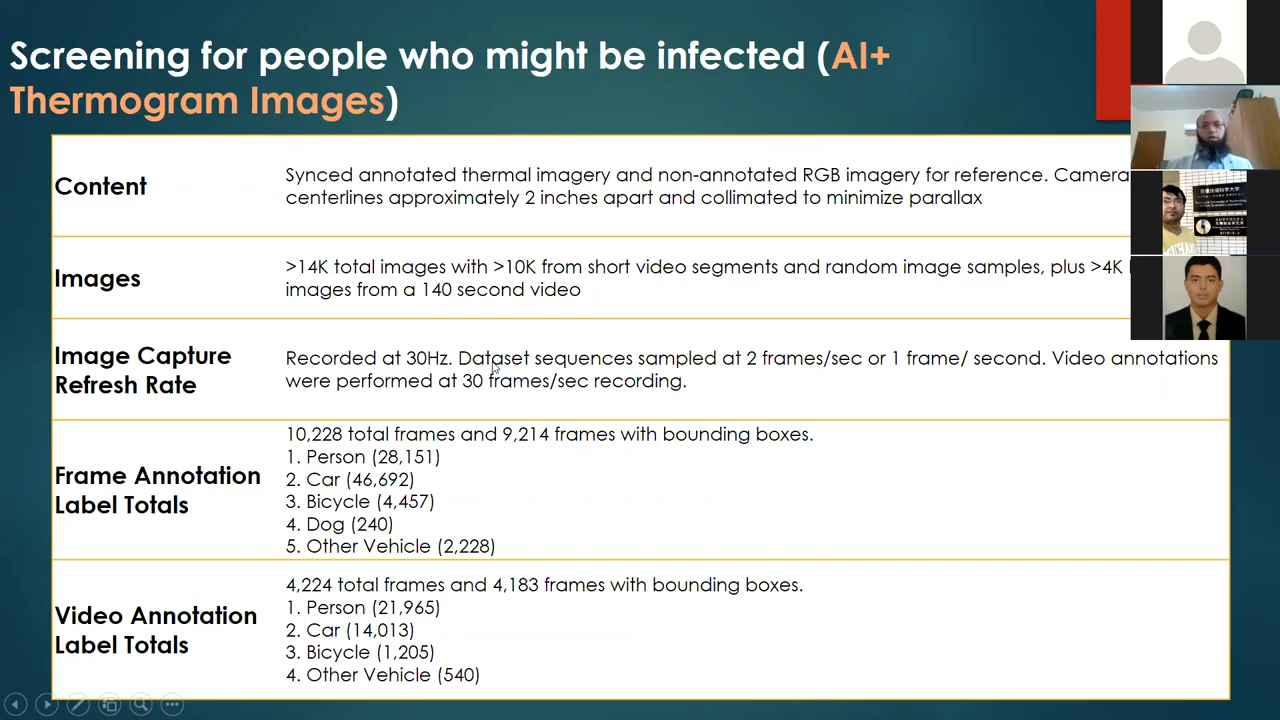 Screening for people who might be infected (AI+
Thermogram Images)
Content
Synced annotated thermal imagery and non-annotated RGB imagery for reference. Camera
centerlines approximately 2 inches apart and collimated to minimize parallax
Images
>14K total images with >10K from short video segments and random image samples, plus >4K
images from a 140 second video
Image Capture
Refresh Rate
Recorded at 30Hz. Dataset sequences sampled at 2 frames/sec or 1 frame/ second. Video annotations
were performed at 30 frames/sec recording.
Frame Annotation
Label Totals
10,228 total frames and 9,214 frames with bounding boxes.
1. Person (28,151)
2. Car (46,692)
3. Bicycle (4,457)
4. Dog (240)
5. Other Vehicle (2,228)
Video Annotation
Label Totals
4,224 total frames and 4,183 frames with bounding boxes.
1. Person (21,965)
2. Car (14,013)
3. Bicycle (1,205)
4. Other Vehicle (540)